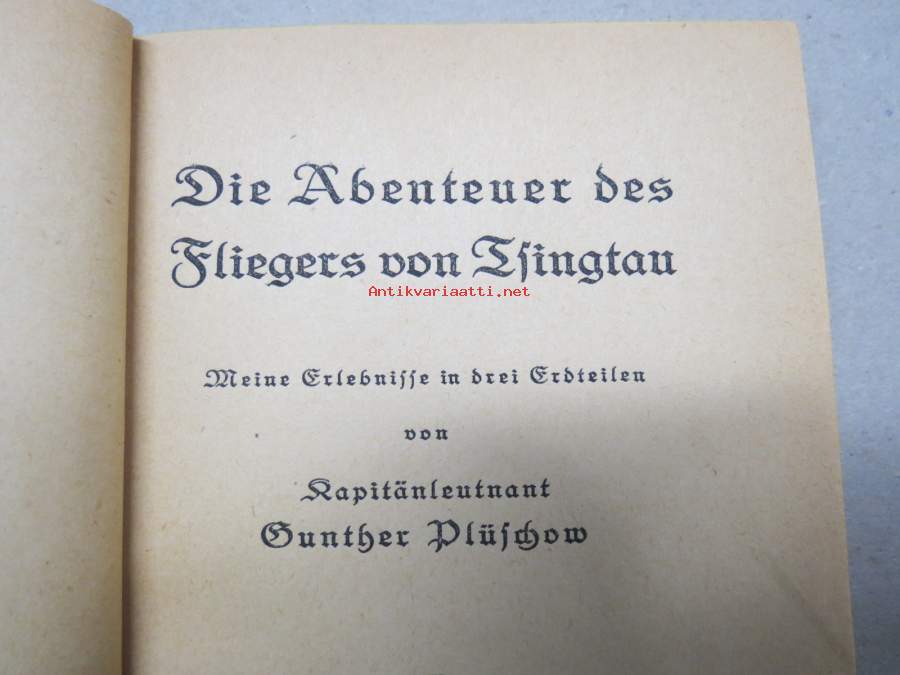 Die Abenteuer des
Fliegers von Tsingtau
Antikvariaatti.net
Meine Erlebnisse in drei Erdteilen
von
Kapitänleutnant
Gunther Plüschow